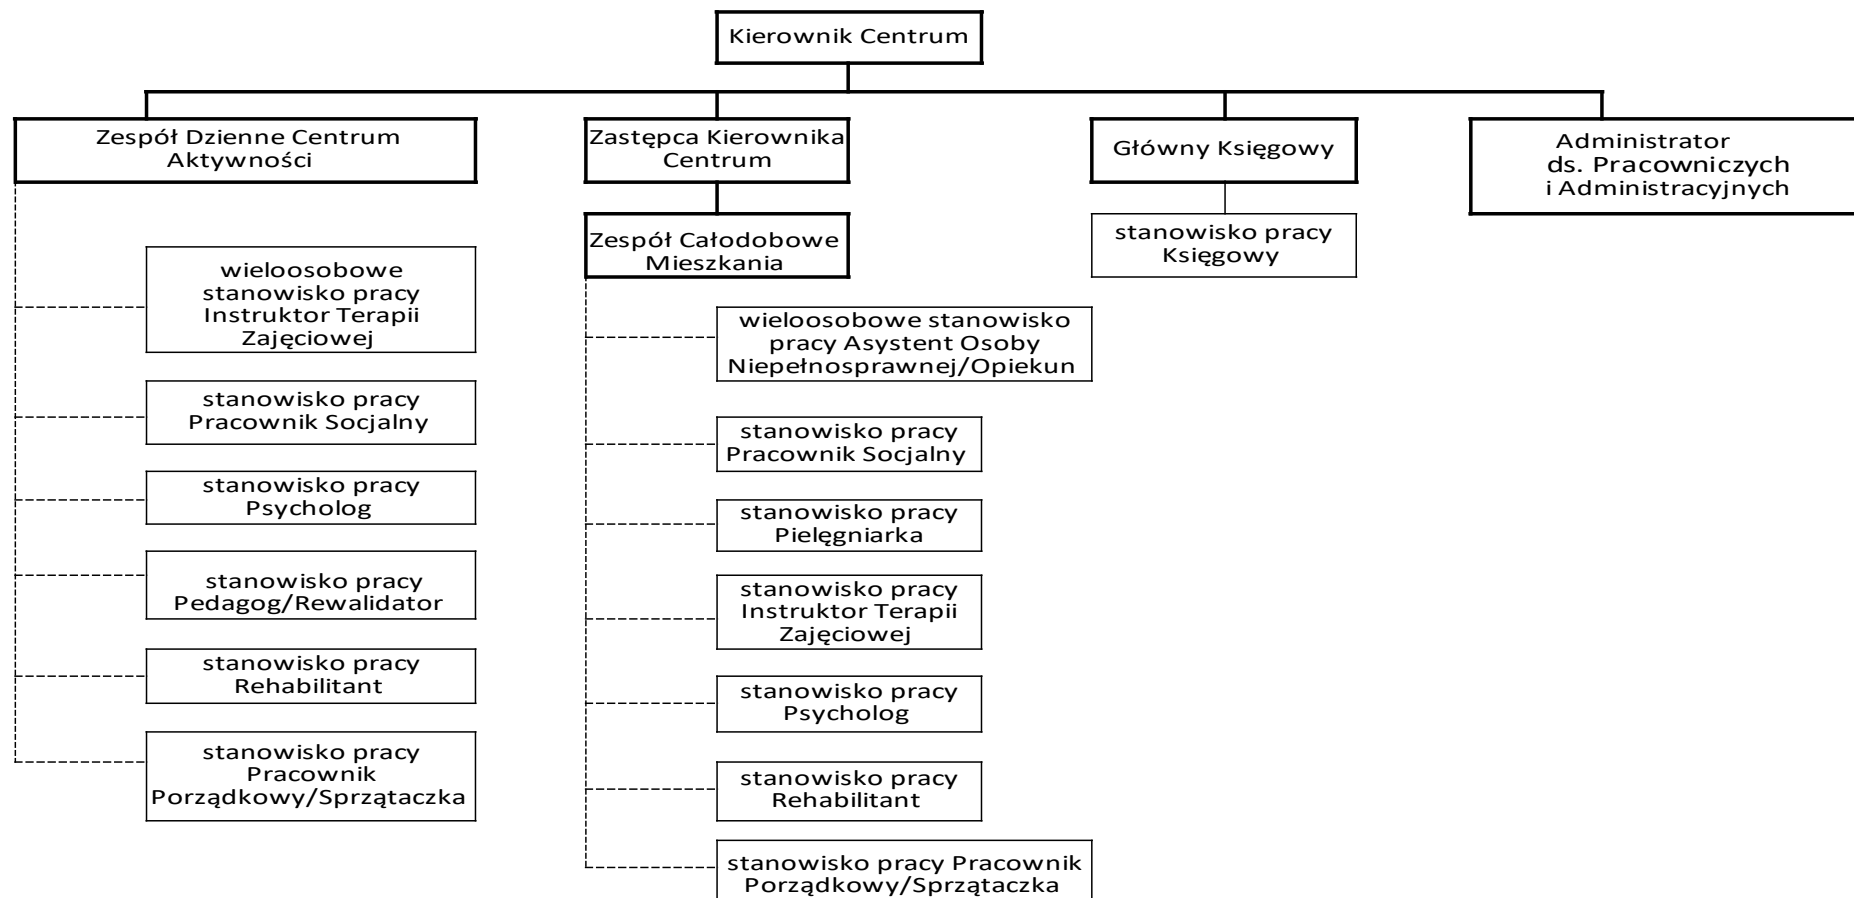 Kierownik Centrum
Zespół Dzienne Centrum
Aktywności
Zastępca Kierownika
Centrum
Główny Księgowy
Administrator
ds. Pracowniczych
i Administracyjnych
Zespół Całodobowe
Mieszkania
stanowisko pracy
Księgowy
wieloosobowe
stanowisko pracy
Instruktor Terapii
Zajęciowej
stanowisko pracy
Pracownik Socjalny
stanowisko pracy
Psycholog
stanowisko pracy
Pedagog/Rewalidator
stanowisko pracy
Rehabilitant
stanowisko pracy
Pracownik
Porządkowy/Sprzątaczka
wieloosobowe stanowisko
pracy Asystent Osoby
Niepełnosprawnej/Opiekun
stanowisko pracy
Pracownik Socjalny
stanowisko pracy
Pielęgniarka
stanowisko pracy
Instruktor Terapii
Zajęciowej
stanowisko pracy
Psycholog
stanowisko pracy
Rehabilitant
stanowisko pracy Pracownik
Porządkowy/Sprzątaczka